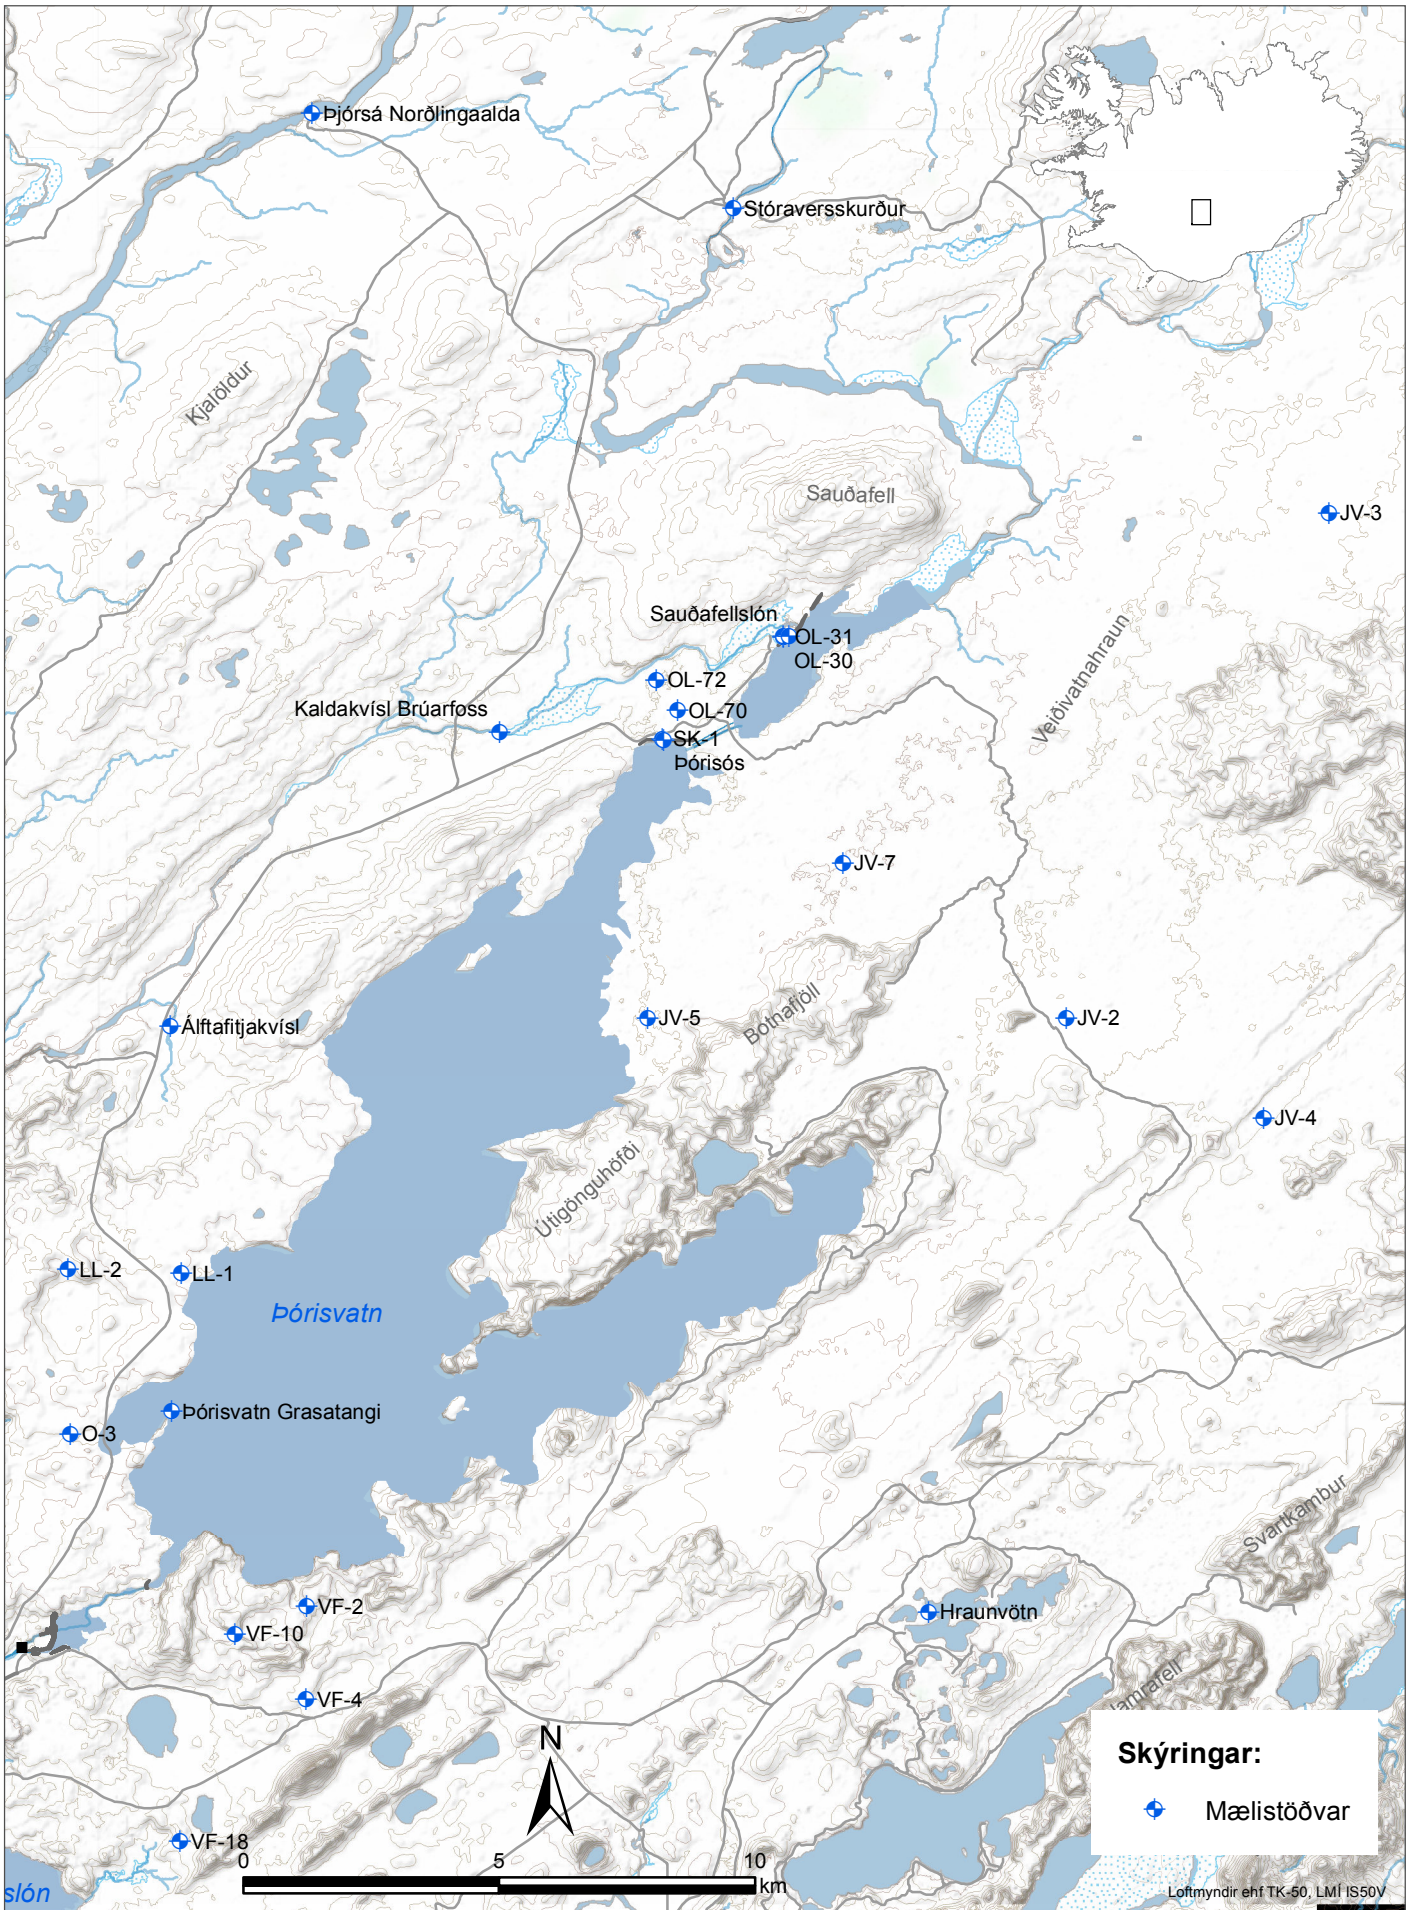 Þjórsá Norðlingaalda
Stóraversskurður
Kjalöldur
Sauðafell
JV-3
Sauðafellslón
OL-31
OL-30
Veiðivatnahraun
OL-72
Kaldakvísl Brúarfoss
OL-70
SK-1
Þórisós
JV-7
Botnafjöll
Álftafitjakvísl
JV-5
JV-2
JV-4
Útigönguhöfði
LL-2
LL-1
Þórisvatn
Þórisvatn Grasatangi
O-3
Svartkambur
VF-2
Hraunvötn
VF-10
VF-4
lamrafell
N
Skýringar:
Mælistöðvar
VF-18
0 5 10
km
slón
Loftmyndir ehf TK-50, LMÍ IS50V